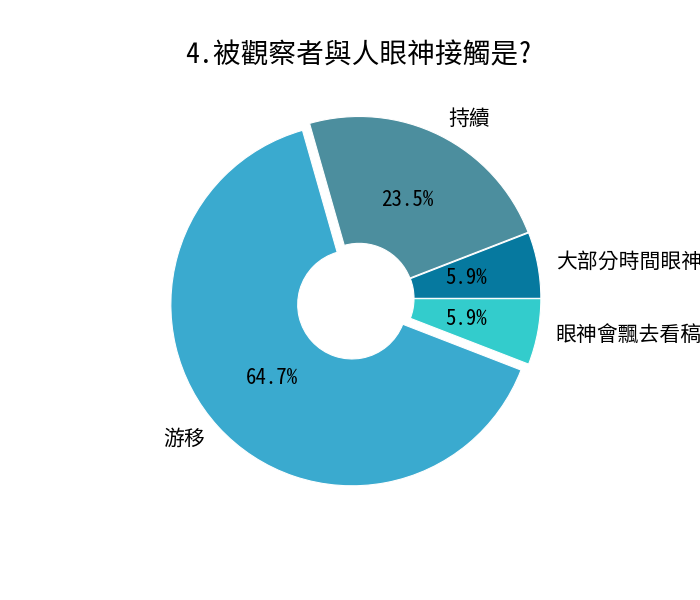 4.被觀察者與人眼神接觸是?
持續
23.5%
大部分時間眼神
5.9%
5.9%
眼神會飄去看稿
64.7%
游移